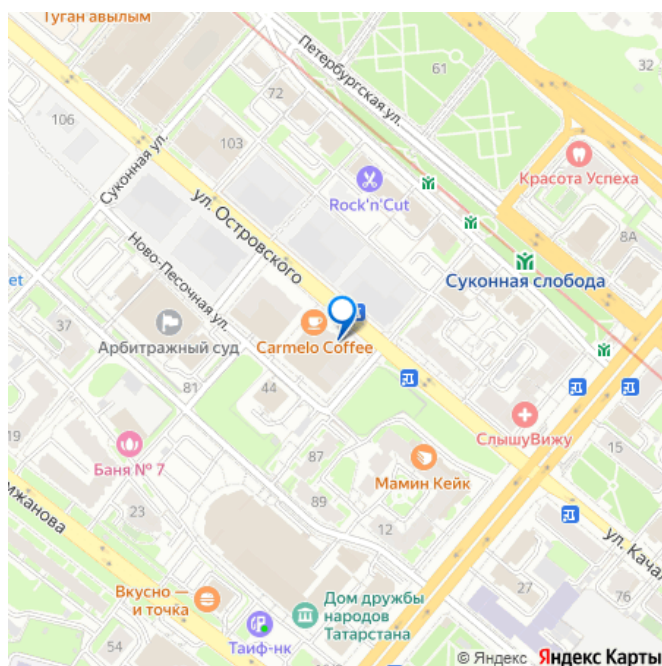 Туган авылым
32
61
Петербургская ул.
72
106
103
Суконная ул.
Красота Успеха
Rock'n'Cut
8А
ул. Островского
Ново-Песочная ул.
et
Суконная слобода
37
Арбитражный суд
Carmelo Coffee
81
44
СлышуВижу
19
Баня № 7
87
Мамин Кейк
15
89
23
12
мжанова
ул. Качал
Вкусно —
и точка
27
76
Дом дружбы
народов
Татарстана
Таиф-нк
54
© Яндекс Яндекс Карты